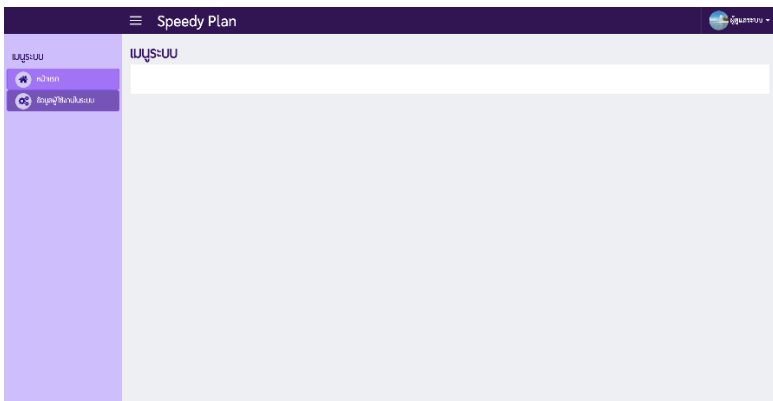 Speedy Plan
ผู้ดูแลระบบ
เมนูระบบ
หน้าแรก
ข้อมูลผู้ใช้งานในระบบ
เมนูระบบ